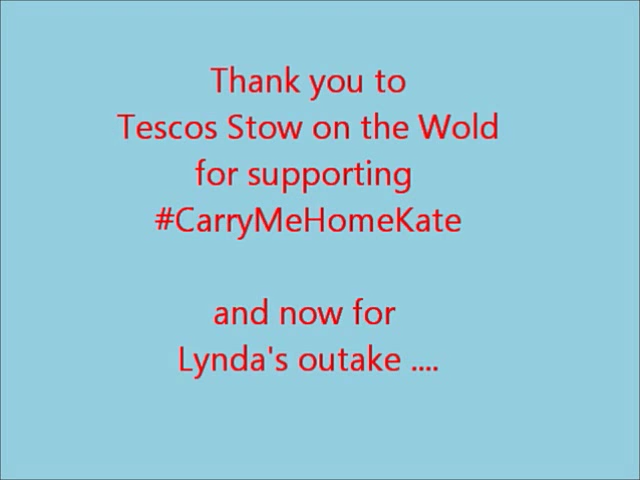 Thank you to
Tescos Stow on the Wold
for supporting
#CarryMeHomeKate
and now for
Lynda's outake ....